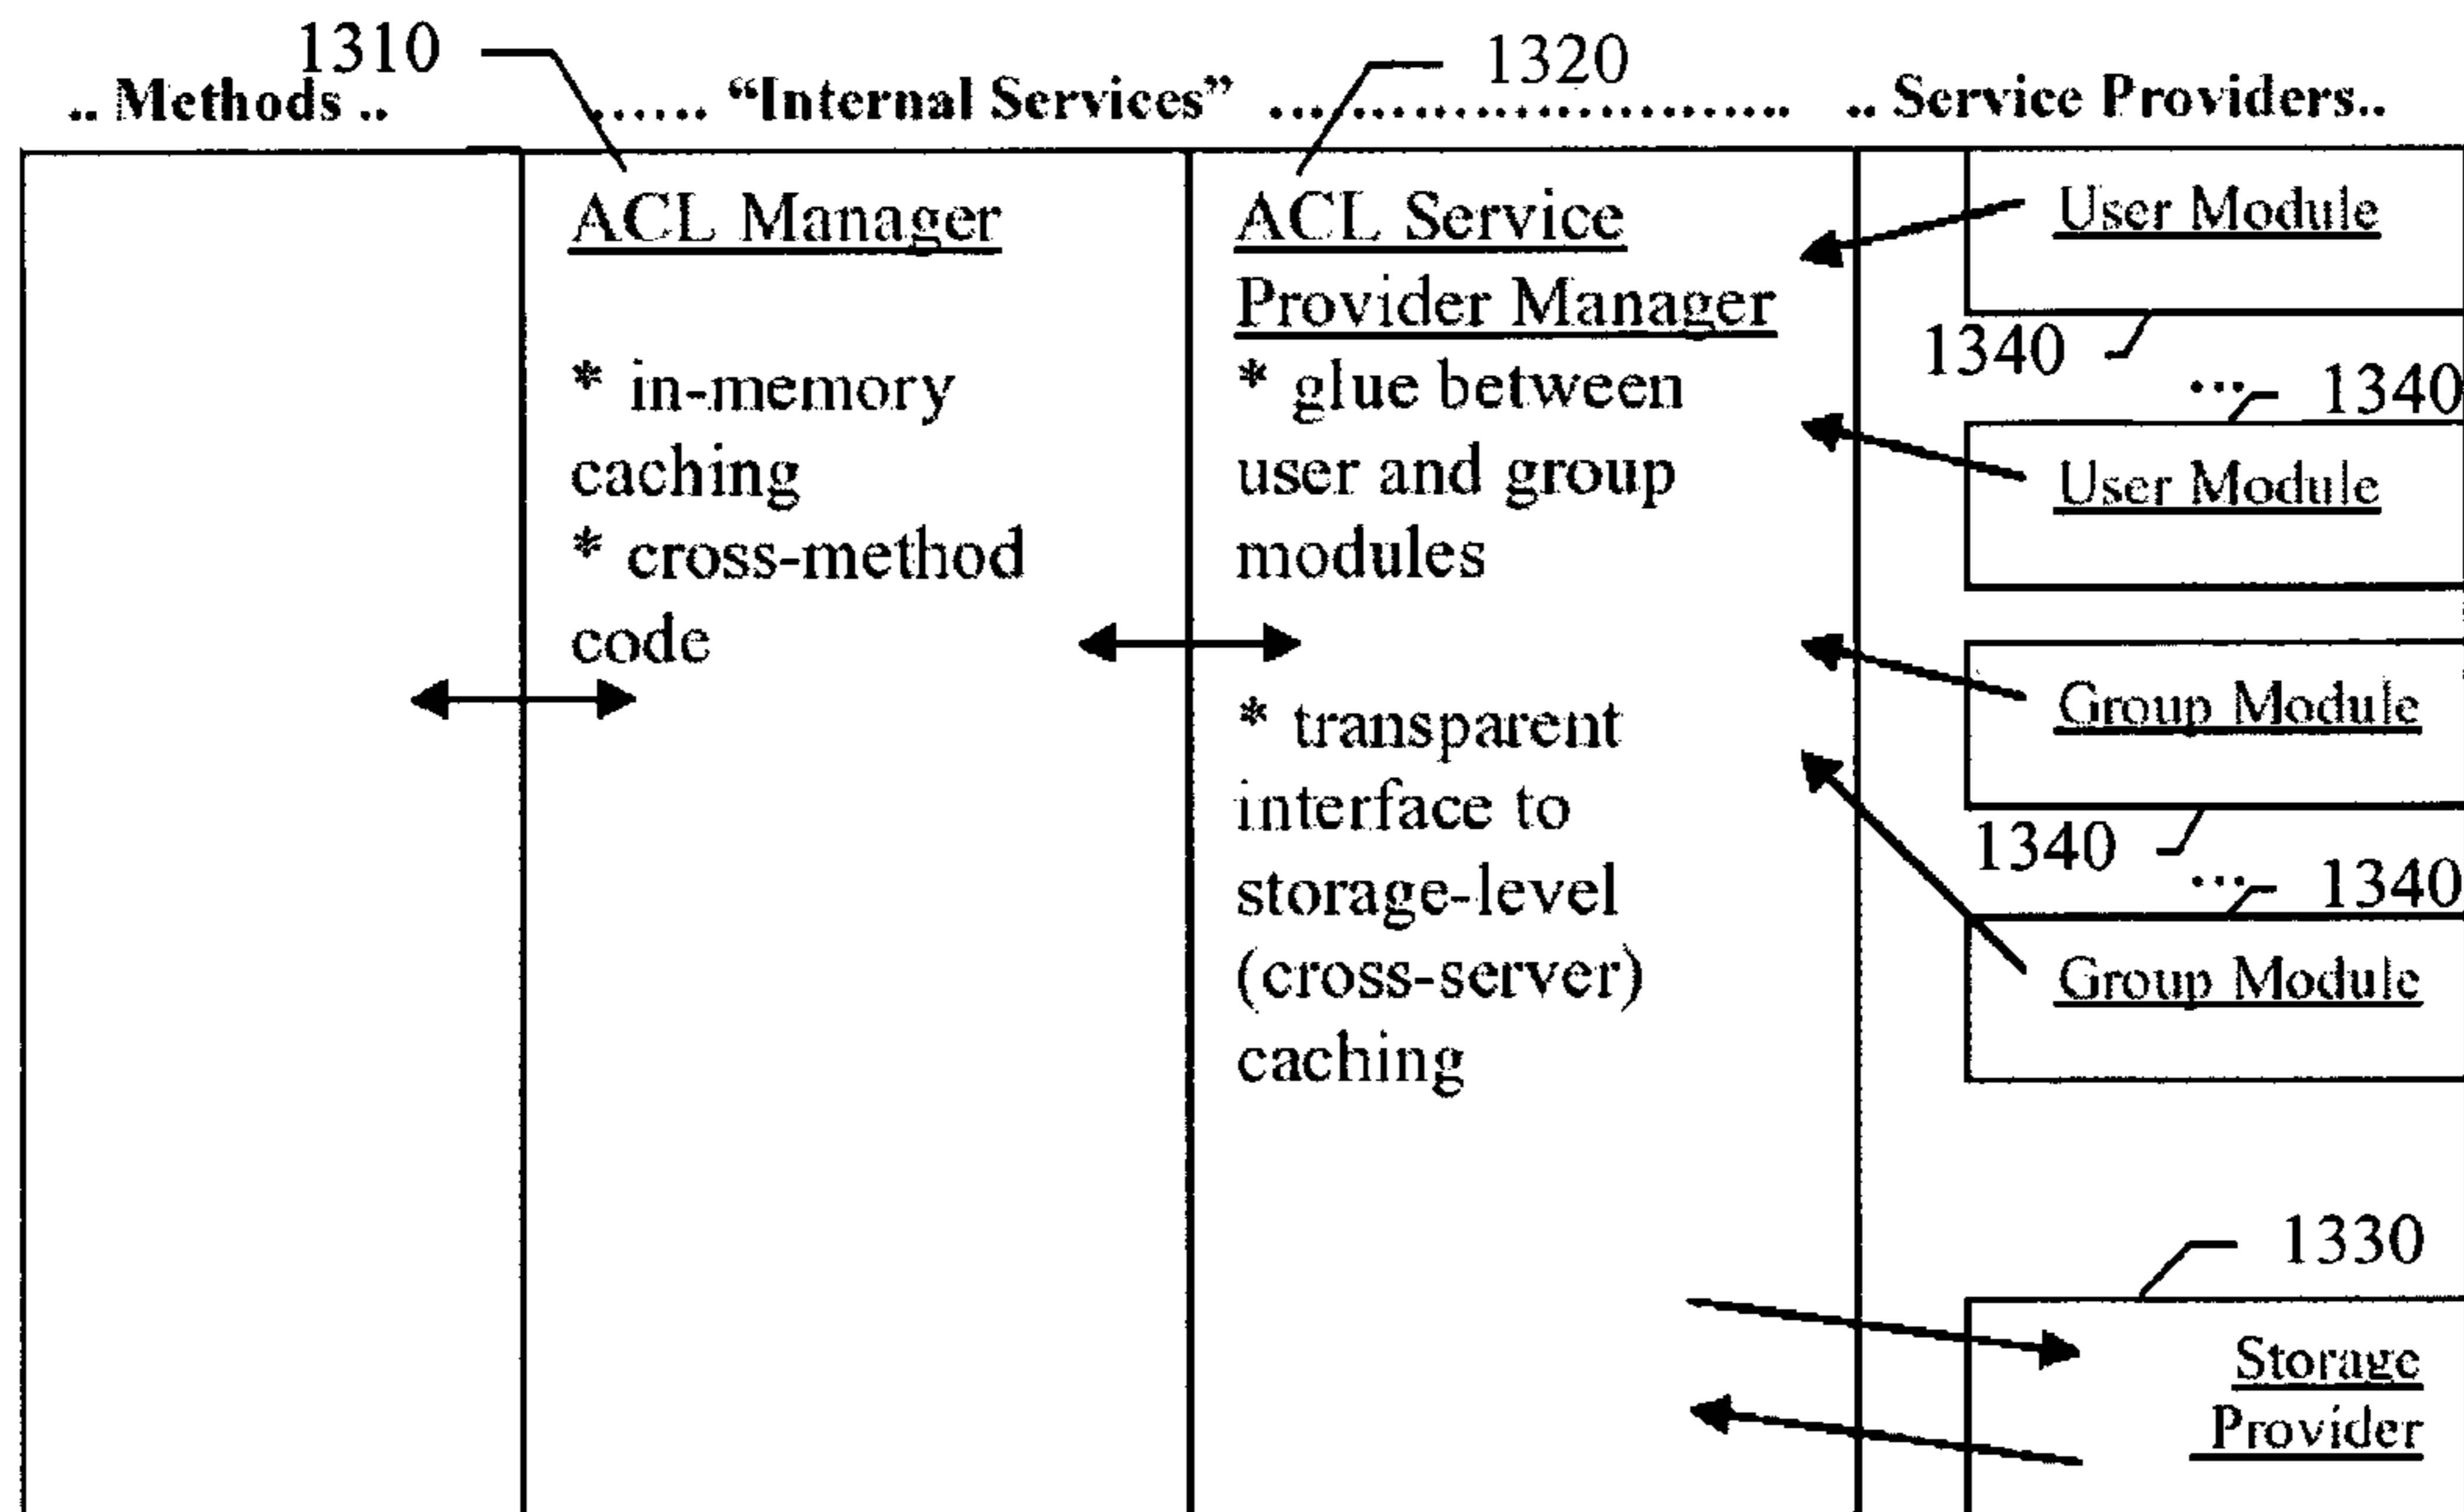 1310
1320
.. Methods .. ...... “Internal Services” .......................... .. Service Providers..
ACL Manager
* in-memory
caching
* cross-method
code
ACL Service
Provider Manager
* glue between
user and group
modules
* transparent
interface to
storage-level
(cross-server)
caching
User Module
1340
... 1340
User Module
Group Module
1340
... 1340
Group Module
1330
Storage
Provider